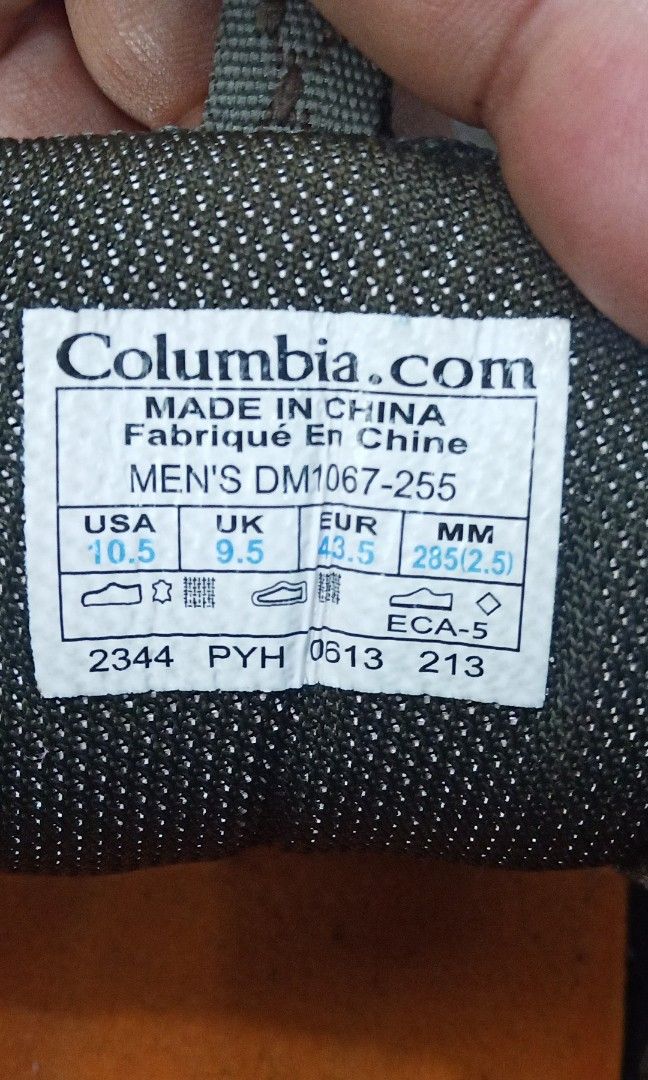 Columbia.com
MADE IN CHINA
Fabriqué En Chine
MEN'S DM1067-255
USA UK EUR MM
10.5 9.5 43.5 285(2.5)
ECA-5
2344 PYH 0613 213